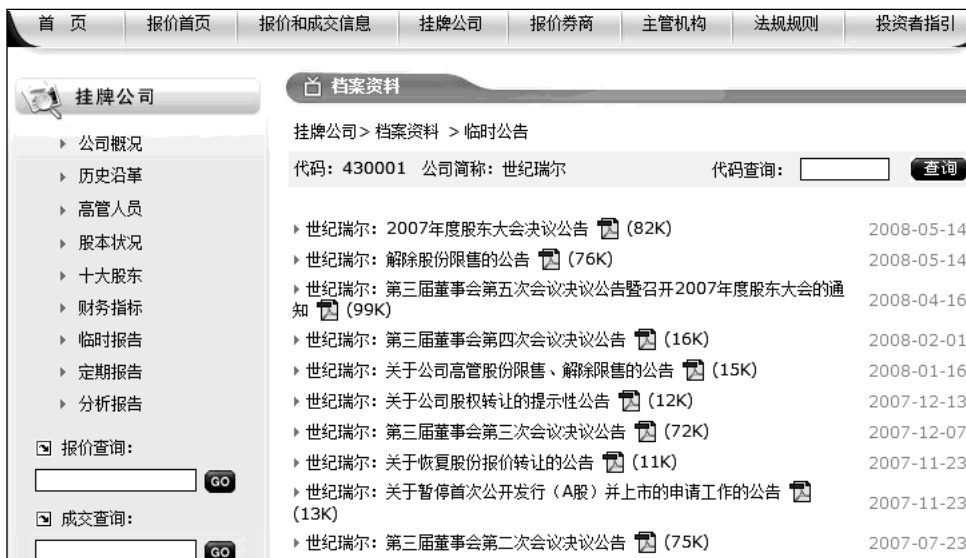 首 页 报价首页 报价和成交信息 挂牌公司 报价券商 主管机构 法规规则 投资者指引
挂牌公司
公司概况
历史沿革
高管人员
股本状况
十大股东
财务指标
临时报告
定期报告
分析报告
报价查询:
GO
成交查询:
GO
档案资料
挂牌公司> 档案资料 >临时公告
代码: 430001 公司简称: 世纪瑞尔 代码查询: 查询
世纪瑞尔: 2007年度股东大会决议公告 (82K) 2008-05-14
世纪瑞尔: 解除股份限售的公告 (76K) 2008-05-14
世纪瑞尔: 第三届董事会第五次会议决议公告暨召开2007年度股东大会的通
知 (99K) 2008-04-16
世纪瑞尔: 第三届董事会第四次会议决议公告 (16K) 2008-02-01
世纪瑞尔: 关于公司高管股份限售、解除限售的公告 (15K) 2008-01-16
世纪瑞尔: 关于公司股权转让的提示性公告 (12K) 2007-12-13
世纪瑞尔: 第三届董事会第三次会议决议公告 (72K) 2007-12-07
世纪瑞尔: 关于恢复股份报价转让的公告 (11K) 2007-11-23
世纪瑞尔: 关于暂停首次公开发行（A股）并上市的申请工作的公告
(13K) 2007-11-23
世纪瑞尔: 第三届董事会第二次会议决议公告 (75K) 2007-07-23